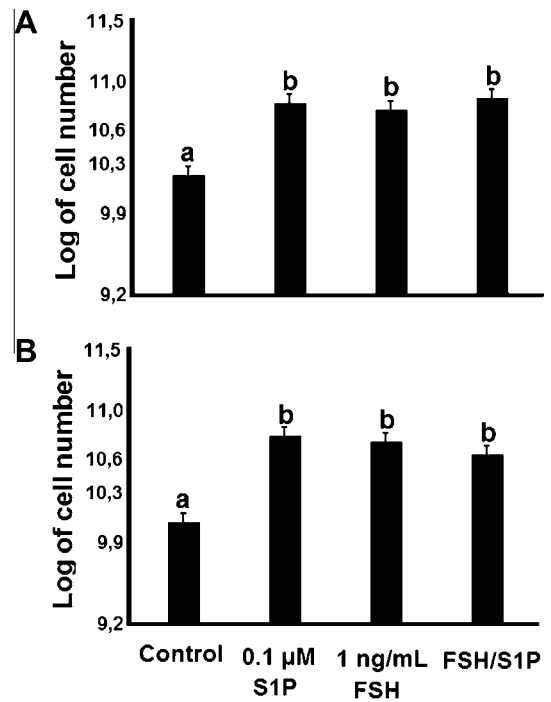 A
Log of cell number
11,5
11,0
10,6
10,3
9,9
9,2
a
b
b
b
B
Log of cell number
11,5
11,0
10,6
10,3
9,9
9,2
a
b
b
b
Control
0.1 µM
S1P
1 ng/mL
FSH
FSH/S1P